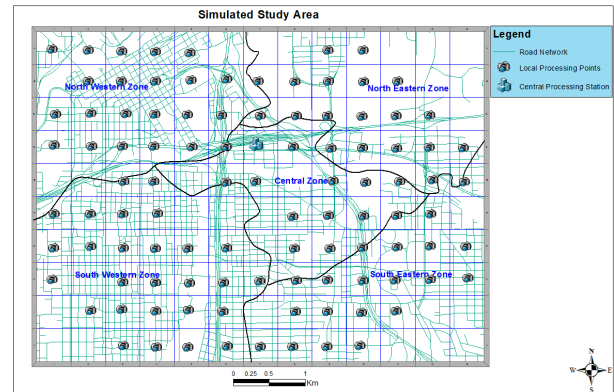 Simulated Study Area
Legend
Road Network
Local Processing Points
Central Processing Station
North Western Zone
North Eastern Zone
Central Zone
South Western Zone
South Eastern Zone
0 0.25 0.5 1
Km
N
W E
S